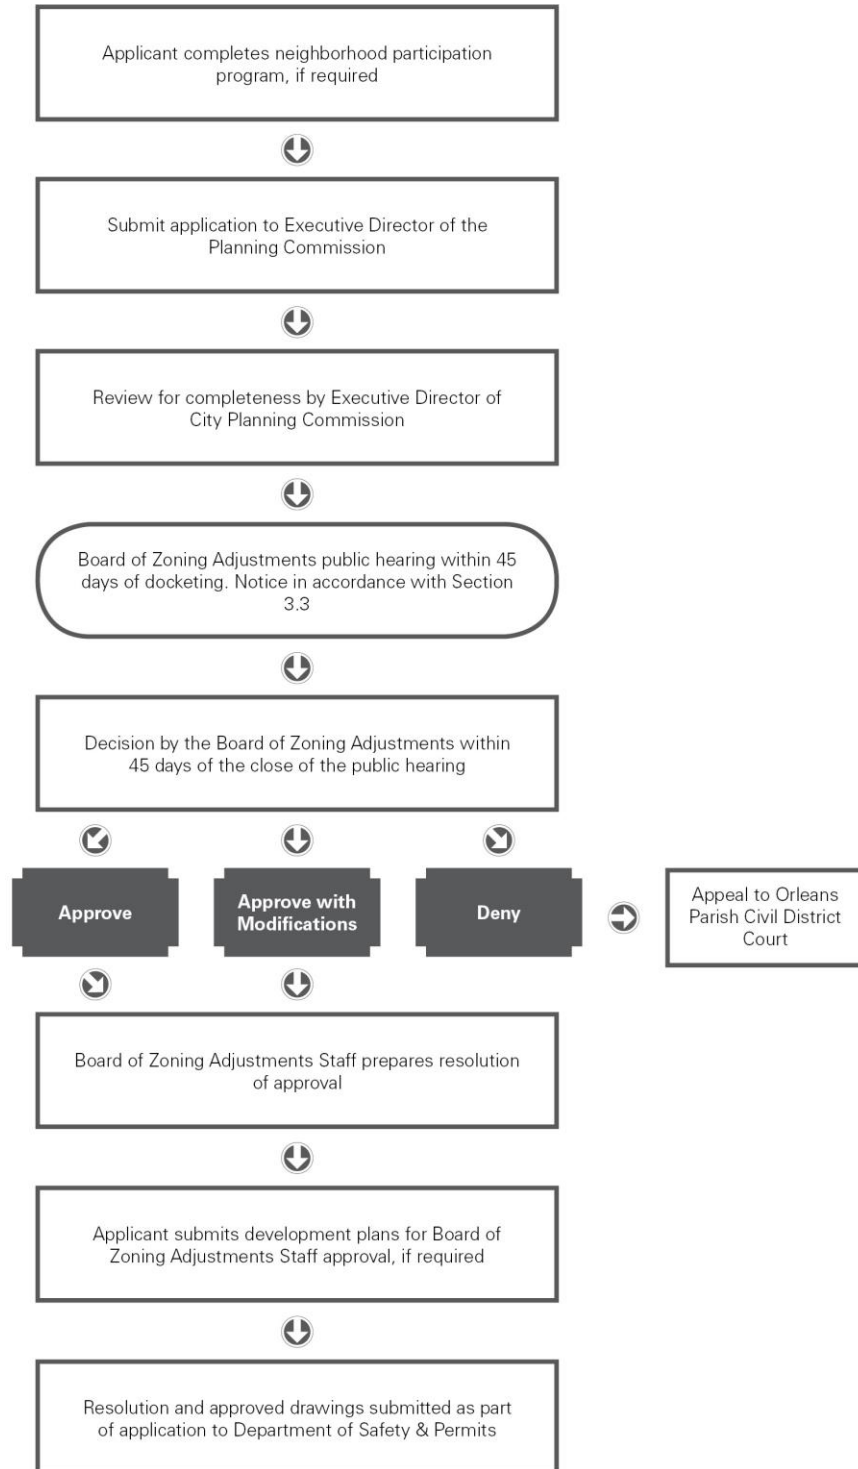 Applicant completes neighborhood participation
program, if required
Submit application to Executive Director of the
Planning Commission
Review for completeness by Executive Director of
City Planning Commission
Board of Zoning Adjustments public hearing within 45
days of docketing. Notice in accordance with Section
3.3
Decision by the Board of Zoning Adjustments within
45 days of the close of the public hearing
Approve
Approve with
Modifications
Deny
Appeal to Orleans
Parish Civil District
Court
Board of Zoning Adjustments Staff prepares resolution
of approval
Applicant submits development plans for Board of
Zoning Adjustments Staff approval, if required
Resolution and approved drawings submitted as part
of application to Department of Safety & Permits